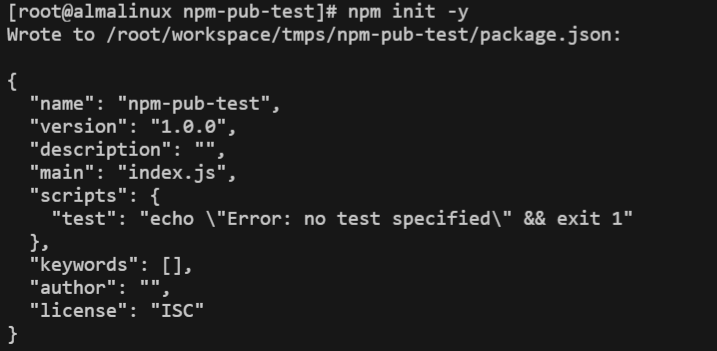 [root@almalinux npm-pub-test]# npm init -y
Wrote to /root/workspace/tmps/npm-pub-test/package.json:

{
  "name": "npm-pub-test",
  "version": "1.0.0",
  "description": "",
  "main": "index.js",
  "scripts": {
    "test": "echo \"Error: no test specified\" && exit 1"
  },
  "keywords": [],
  "author": "",
  "license": "ISC"
}